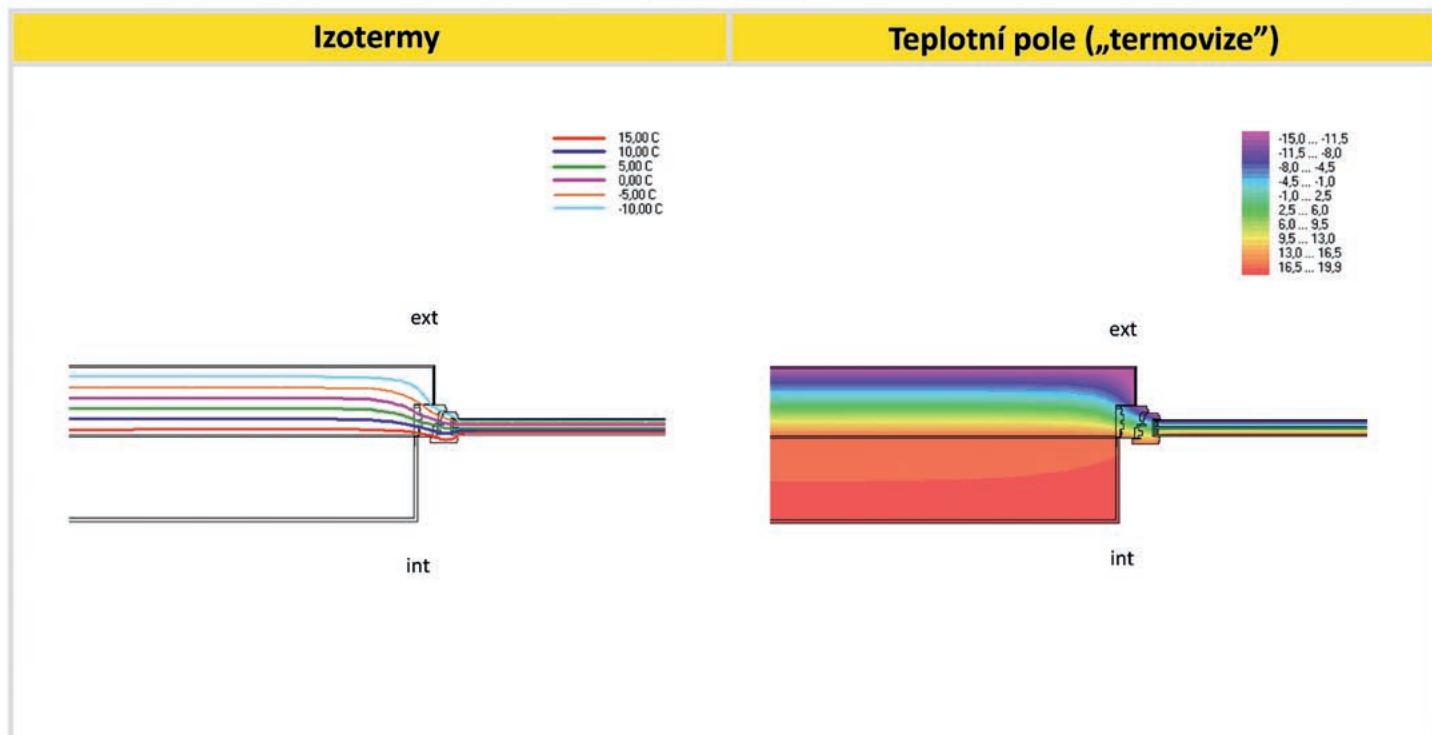 Izotermy
Teplotní pole („termovize”)
15,00 C
10,00 C
5,00 C
0,00 C
-5,00 C
-10,00 C
-15,0 ... -11,5
-11,5 ... -8,0
-8,0 ... -4,5
-4,5 ... -1,0
-1,0 ... 2,5
2,5 ... 6,0
6,0 ... 9,5
9,5 ... 13,0
13,0 ... 16,5
16,5 ... 19,9
ext
int
ext
int